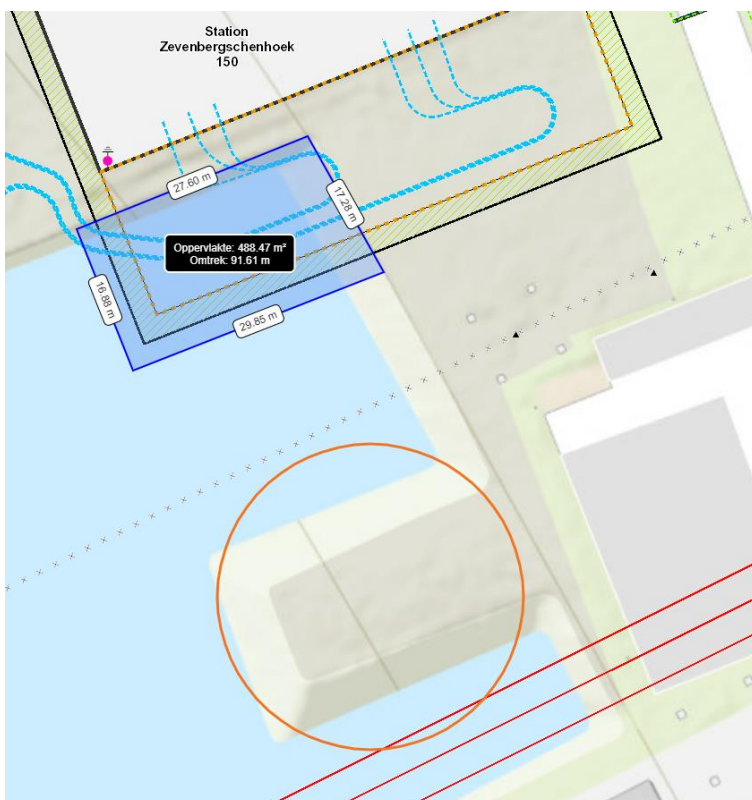 Station
Zevenbergschenhoek
150
27.60 m
17.28 m
Oppervlakte: 488.47 m²
Omtrek: 91.61 m
16.88 m
29.85 m